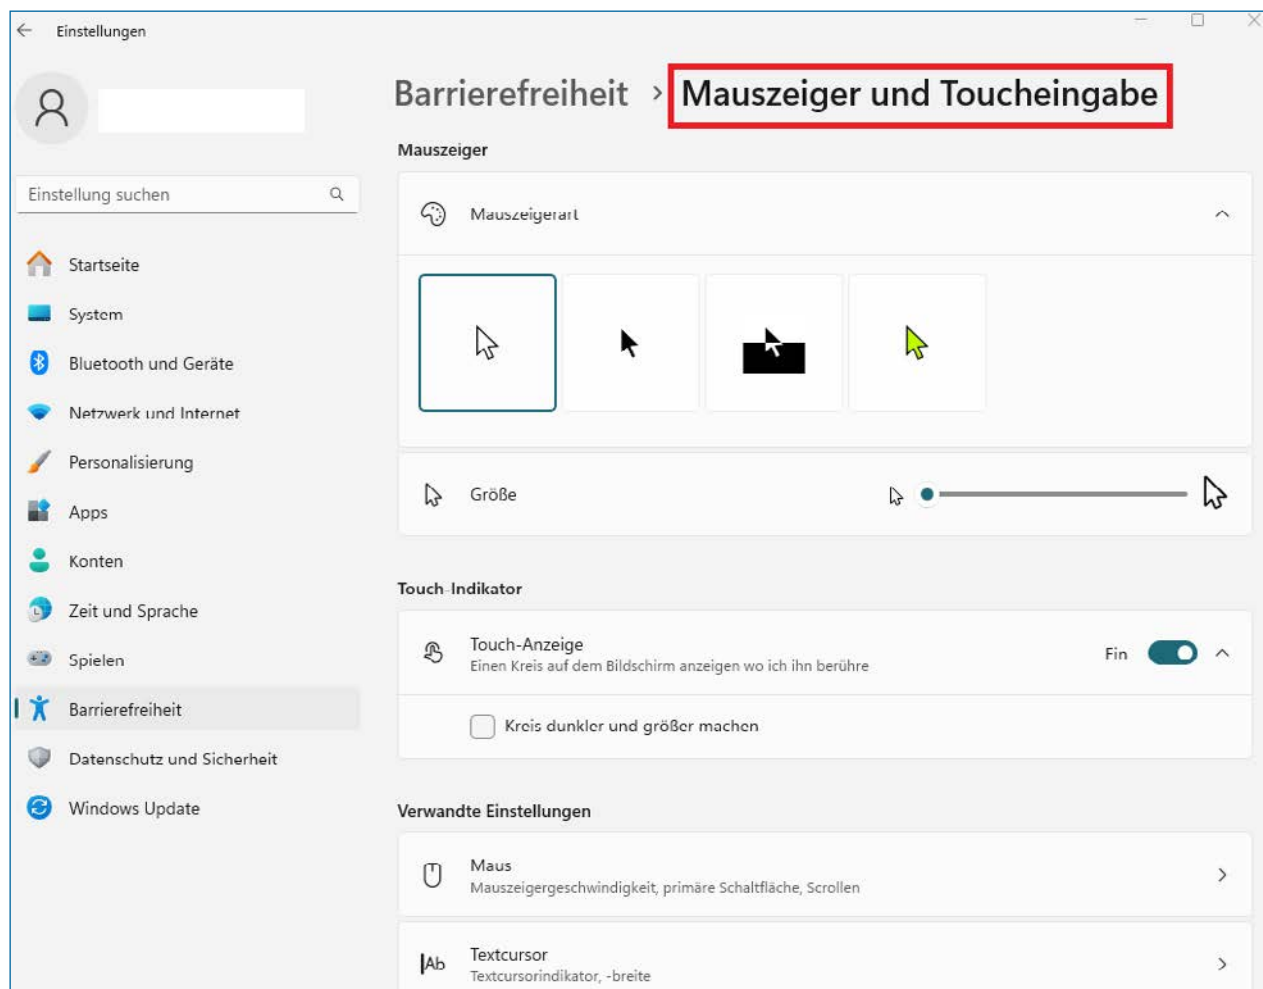 Einstellungen
Barrierefreiheit > Mauszeiger und Toucheingabe
Mauszeiger
Einstellung suchen
Mauszeigerart
Startseite
System
Bluetooth und Geräte
Netzwerk und Internet
Personalisierung
Größe
Apps
Konten
Touch-Indikator
Zeit und Sprache
Touch-Anzeige
Einen Kreis auf dem Bildschirm anzeigen wo ich ihn berühre
Ein
Spielen
Barrierefreiheit
Kreis dunkler und größer machen
Datenschutz und Sicherheit
Windows Update
Verwandte Einstellungen
Maus
Mauszeigergeschwindigkeit, primäre Schaltfläche, Scrollen
Ab
Textcursor
Textcursorindikator, -breite